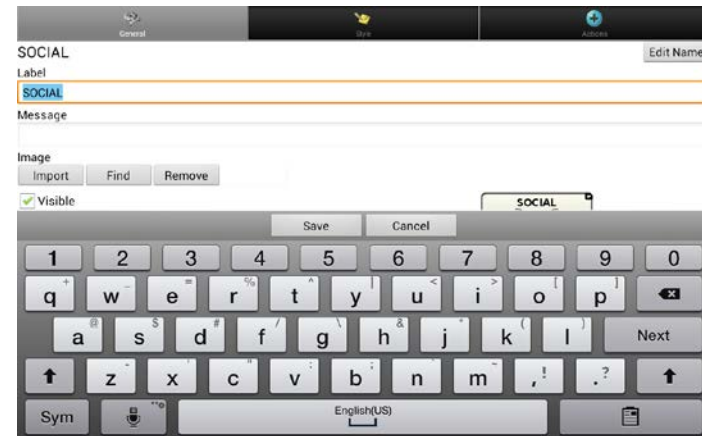 General Style Actions
SOCIAL Edit Name
Label
SOCIAL
Message
Image
Import Find Remove
Visible
SOCIAL
Save Cancel
1 2 3 4 5 6 7 8 9 0
q + w _ e = r % t ^ y | u < i > o [ p ]
a @ s $ d # f / g \ h & j * k ( l ) Next
z x ' c " v : b ; n m ~ , ! . ?
Sym English(US)